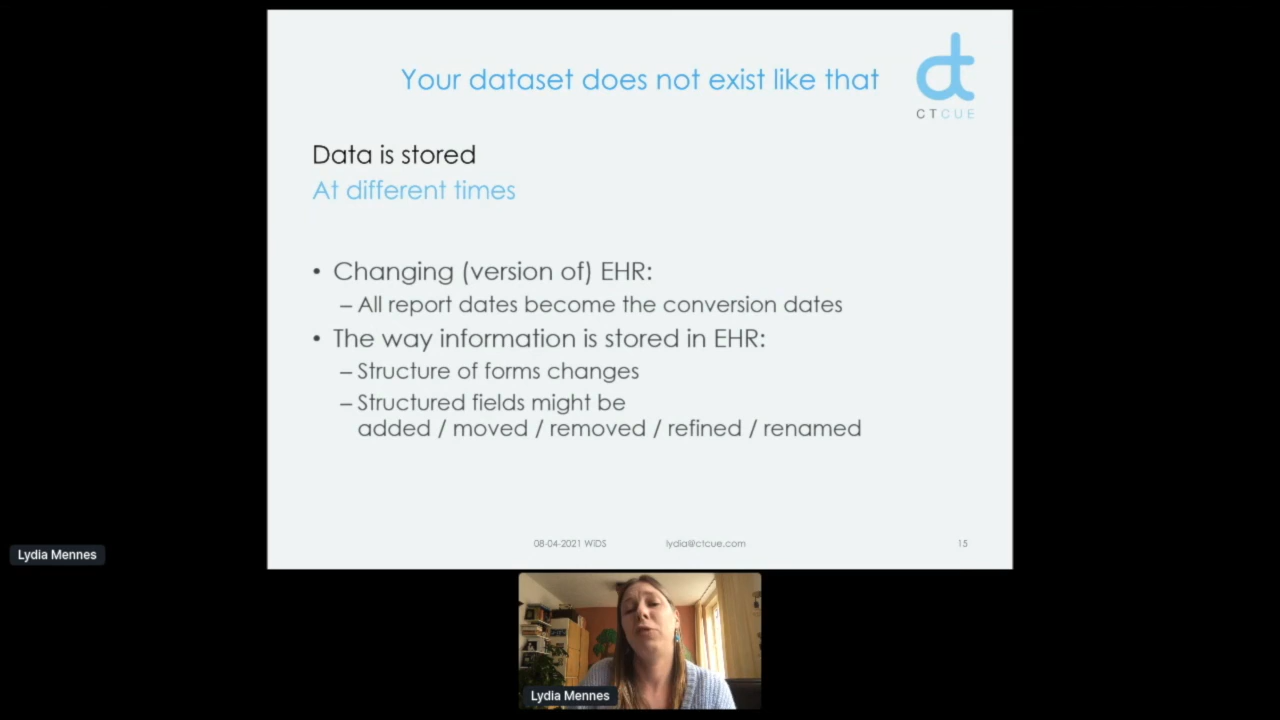 Your dataset does not exist like that
CTCUE
Data is stored
At different times
• Changing (version of) EHR:
– All report dates become the conversion dates
• The way information is stored in EHR:
– Structure of forms changes
– Structured fields might be
added / moved / removed / refined / renamed
08-04-2021 WiDS
lydia@ctcue.com
15
Lydia Mennes
Lydia Mennes